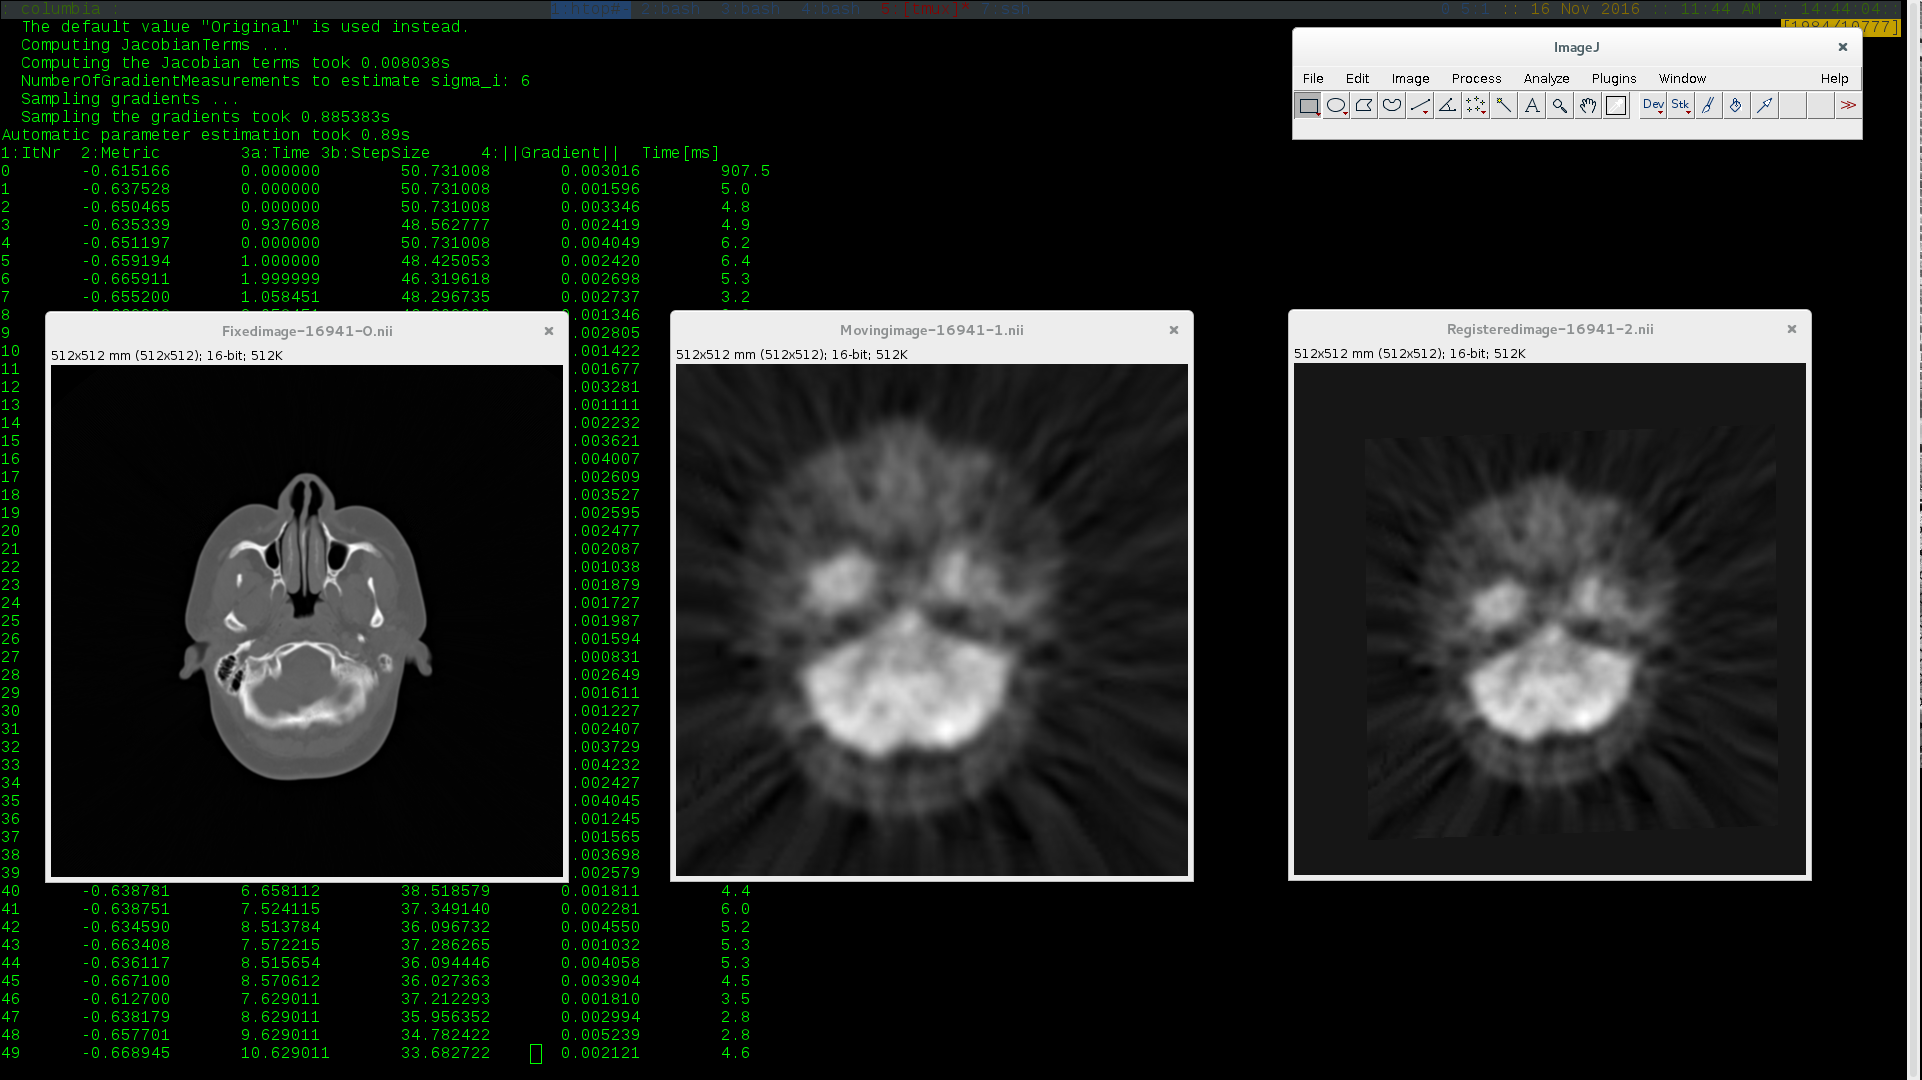 : columbia : 1:htop#- 2:bash 3:bash 4:bash 5:[tmux]* 7:ssh 0.5 1 :: 16 Nov 2016 :: 11:44 AM :: 14:44:04::
The default value "Original" is used instead. [1984/10777]
Computing JacobianTerms ...
Computing the Jacobian terms took 0.008038s
NumberOfGradientMeasurements to estimate sigma_i: 6
Sampling gradients ...
Sampling the gradients took 0.885383s
Automatic parameter estimation took 0.89s
1:ItNr 2:Metric 3a:Time 3b:StepSize 4:||Gradient|| Time[ms]
0 -0.615166 0.000000 50.731008 0.003016 907.5
1 -0.637528 0.000000 50.731008 0.001596 5.0
2 -0.650465 0.000000 50.731008 0.003346 4.8
3 -0.635339 0.937608 48.562777 0.002419 4.9
4 -0.651197 0.000000 50.731008 0.004049 6.2
5 -0.659194 1.000000 48.425053 0.002420 6.4
6 -0.665911 1.999999 46.319618 0.002698 5.3
7 -0.655200 1.058451 48.296735 0.002737 3.2
8 0.001346
9 .002805
10 .001422
11 .001677
12 .003281
13 .001111
14 .002232
15 .003621
16 .004007
17 .002609
18 .003527
19 .002595
20 .002477
21 .002087
22 .001038
23 .001879
24 .001727
25 .001987
26 .001594
27 .000831
28 .002649
29 .001611
30 .001227
31 .002407
32 .003729
33 .004232
34 .002427
35 .004045
36 .001245
37 .001565
38 .003698
39 .002579
40 -0.638781 6.658112 38.518579 0.001811 4.4
41 -0.638751 7.524115 37.349140 0.002281 6.0
42 -0.634590 8.513784 36.096732 0.004550 5.2
43 -0.663408 7.572215 37.286265 0.001032 5.3
44 -0.636117 8.515654 36.094446 0.004058 5.3
45 -0.667100 8.570612 36.027363 0.003904 4.5
46 -0.612700 7.629011 37.212293 0.001810 3.5
47 -0.638179 8.629011 35.956352 0.002994 2.8
48 -0.657701 9.629011 34.782422 0.005239 2.8
49 -0.668945 10.629011 33.682722 0.002121 4.6
ImageJ
File Edit Image Process Analyze Plugins Window Help
A Dev Stk >>
Fixedimage-16941-0.nii
512x512 mm (512x512); 16-bit; 512K
Movingimage-16941-1.nii
512x512 mm (512x512); 16-bit; 512K
Registeredimage-16941-2.nii
512x512 mm (512x512); 16-bit; 512K